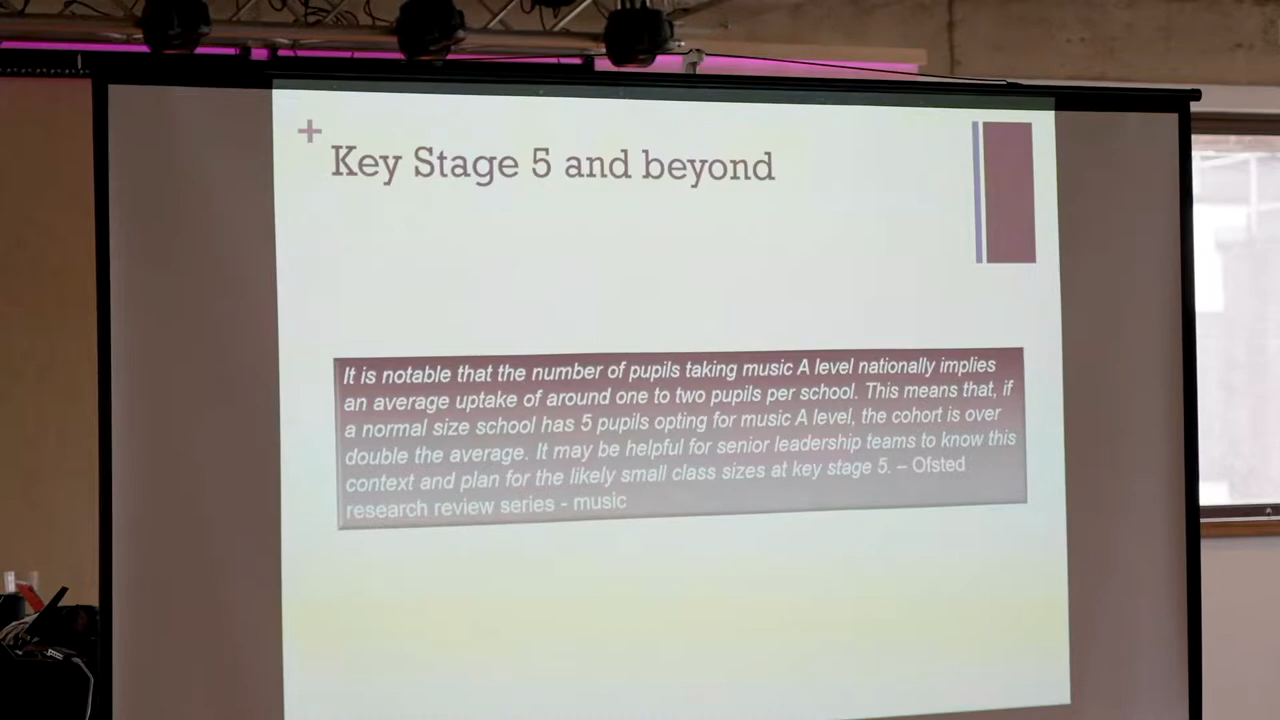 +
Key Stage 5 and beyond
It is notable that the number of pupils taking music A level nationally implies
an average uptake of around one to two pupils per school. This means that, if
a normal size school has 5 pupils opting for music A level, the cohort is over
double the average. It may be helpful for senior leadership teams to know this
context and plan for the likely small class sizes at key stage 5. – Ofsted
research review series - music